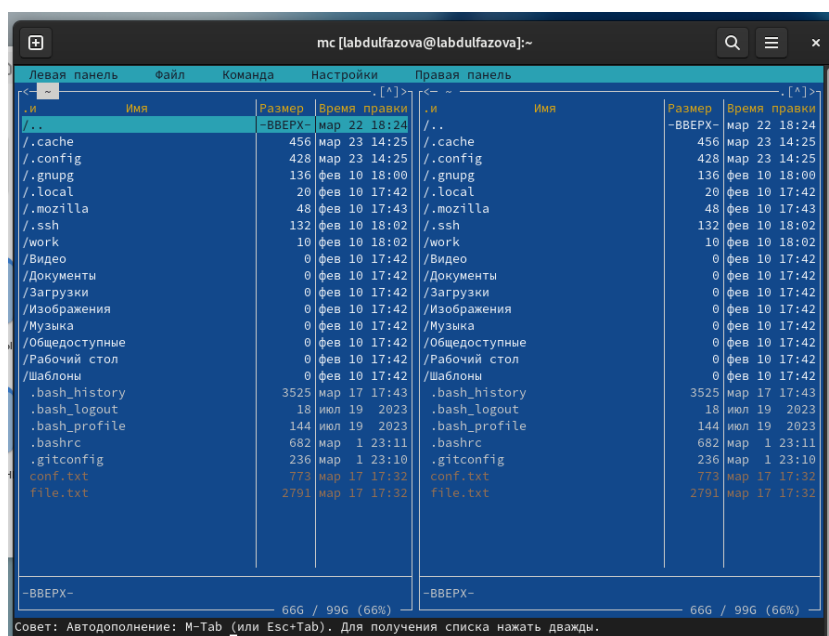 mc [labdulfazova@labdulfazova]:~
Левая панель Файл Команда Настройки Правая панель
<− ~ .[^]> <− ~ .[^]>
.и Имя Размер Время правки .и Имя Размер Время правки
/.. -ВВЕРХ- мар 22 18:24 /.. -ВВЕРХ- мар 22 18:24
/.cache 456 мар 23 14:25 /.cache 456 мар 23 14:25
/.config 428 мар 23 14:25 /.config 428 мар 23 14:25
/.gnupg 136 фев 10 18:00 /.gnupg 136 фев 10 18:00
/.local 20 фев 10 17:42 /.local 20 фев 10 17:42
/.mozilla 48 фев 10 17:43 /.mozilla 48 фев 10 17:43
/.ssh 132 фев 10 18:02 /.ssh 132 фев 10 18:02
/work 10 фев 10 18:02 /work 10 фев 10 18:02
/Видео 0 фев 10 17:42 /Видео 0 фев 10 17:42
/Документы 0 фев 10 17:42 /Документы 0 фев 10 17:42
/Загрузки 0 фев 10 17:42 /Загрузки 0 фев 10 17:42
/Изображения 0 фев 10 17:42 /Изображения 0 фев 10 17:42
/Музыка 0 фев 10 17:42 /Музыка 0 фев 10 17:42
/Общедоступные 0 фев 10 17:42 /Общедоступные 0 фев 10 17:42
/Рабочий стол 0 фев 10 17:42 /Рабочий стол 0 фев 10 17:42
/Шаблоны 0 фев 10 17:42 /Шаблоны 0 фев 10 17:42
.bash_history 3525 мар 17 17:43 .bash_history 3525 мар 17 17:43
.bash_logout 18 июл 19 2023 .bash_logout 18 июл 19 2023
.bash_profile 144 июл 19 2023 .bash_profile 144 июл 19 2023
.bashrc 682 мар 1 23:11 .bashrc 682 мар 1 23:11
.gitconfig 236 мар 1 23:10 .gitconfig 236 мар 1 23:10
conf.txt 773 мар 17 17:32 conf.txt 773 мар 17 17:32
file.txt 2791 мар 17 17:32 file.txt 2791 мар 17 17:32
-ВВЕРХ- -ВВЕРХ-
66G / 99G (66%) 66G / 99G (66%)
Совет: Автодополнение: M-Tab (или Esc+Tab). Для получения списка нажать дважды.